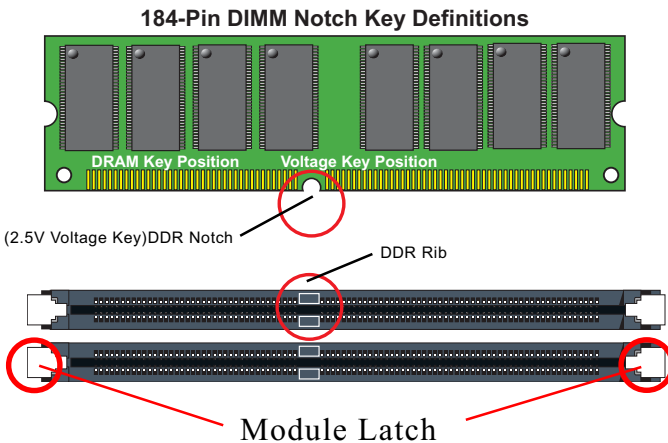 184-Pin DIMM Notch Key Definitions
DRAM Key Position
Voltage Key Position
(2.5V Voltage Key)DDR Notch
DDR Rib
Module Latch